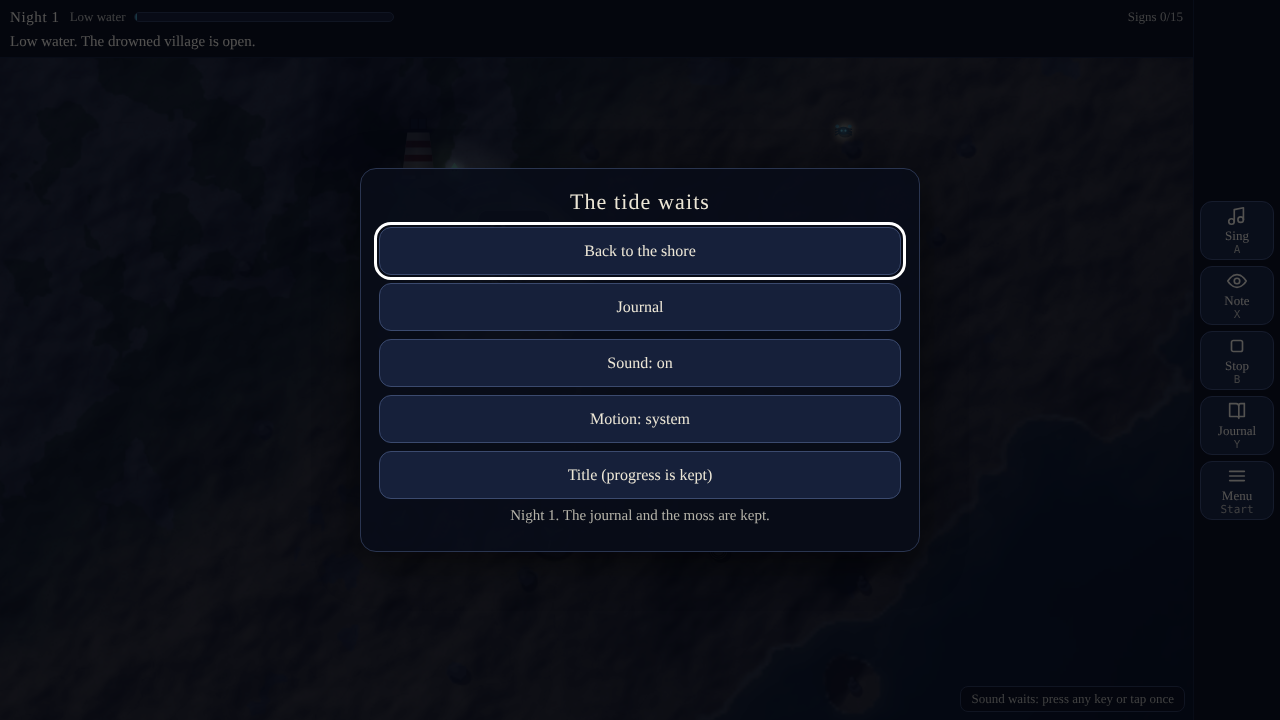 Night 1 Low water Signs 0/15
Low water. The drowned village is open.
The tide waits
Back to the shore
Journal
Sound: on
Motion: system
Title (progress is kept)
Night 1. The journal and the moss are kept.
Sing
A
Note
X
Stop
B
Journal
Y
Menu
Start
Sound waits: press any key or tap once